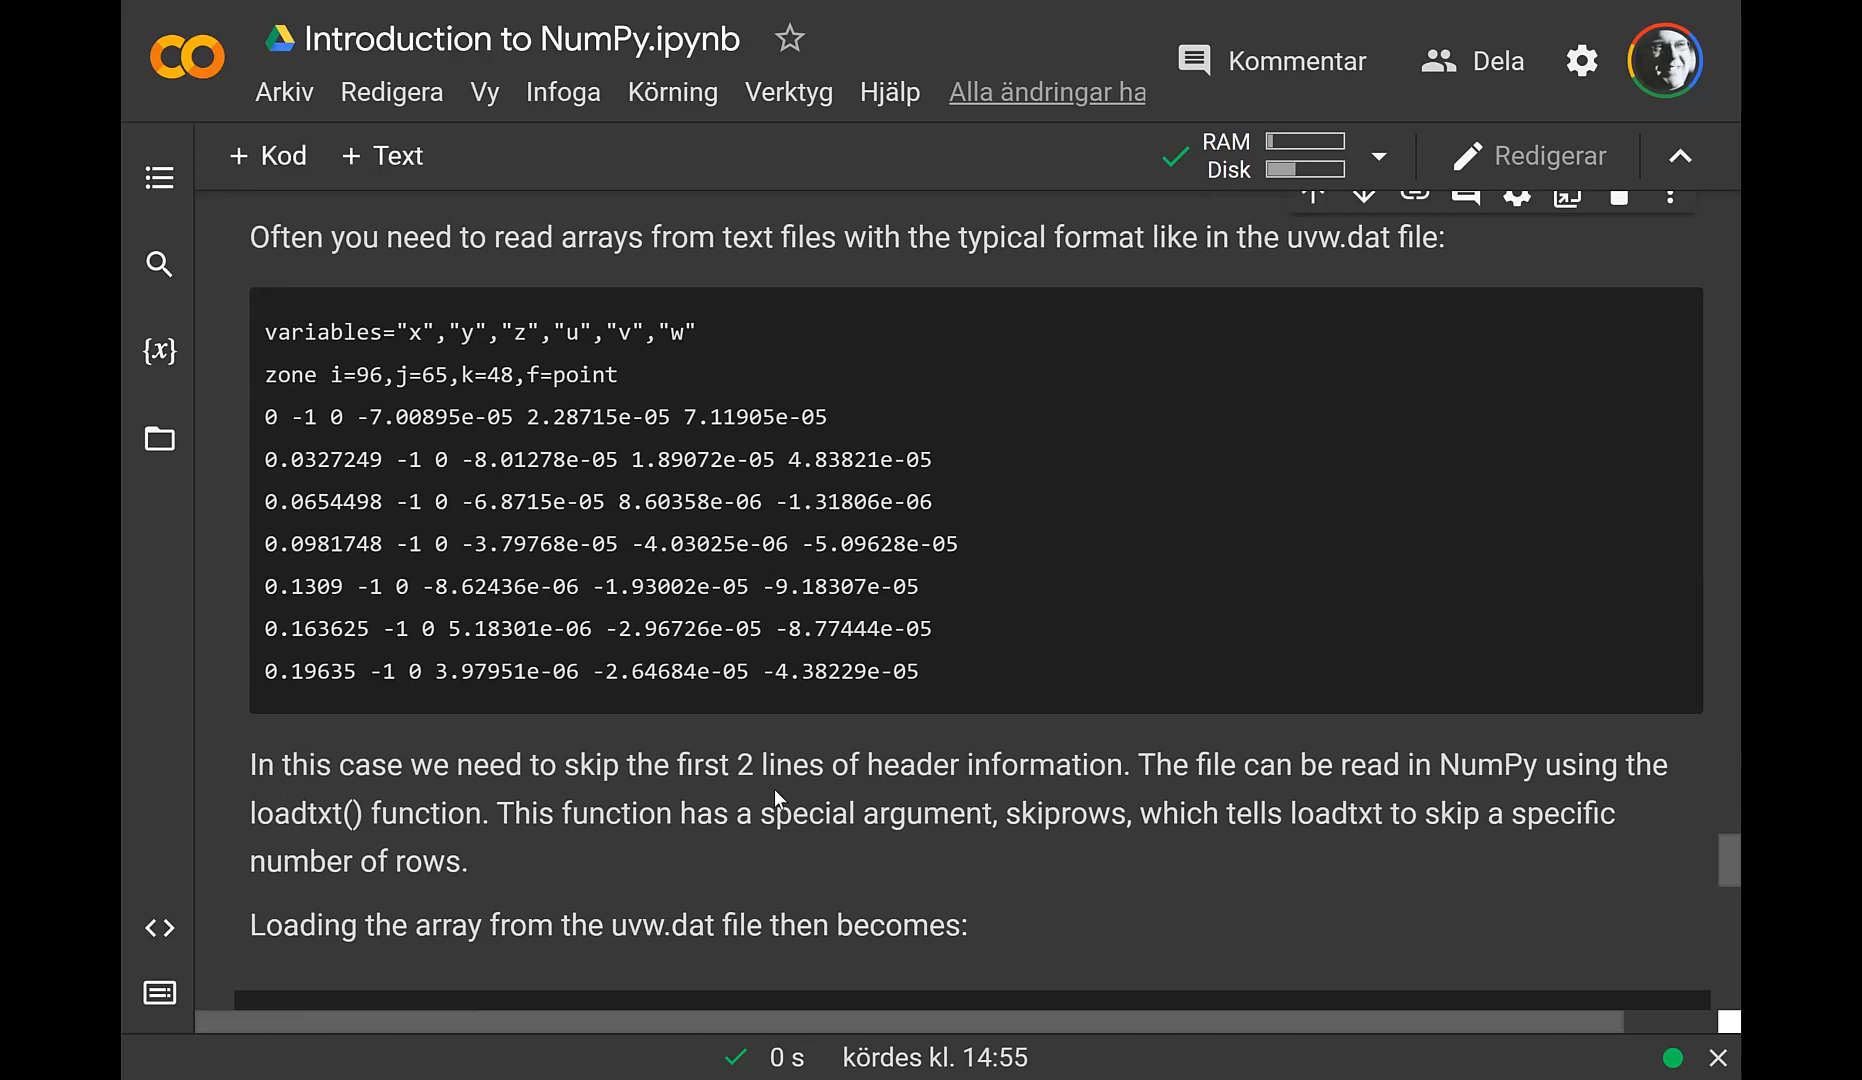 Introduction to NumPy.ipynb
Kommentar
Dela
Arkiv Redigera Vy Infoga Körning Verktyg Hjälp Alla ändringar ha
+ Kod + Text
RAM
Disk
Redigerar
Often you need to read arrays from text files with the typical format like in the uvw.dat file:
variables="x","y","z","u","v","w"
zone i=96,j=65,k=48,f=point
0 -1 0 -7.00895e-05 2.28715e-05 7.11905e-05
0.0327249 -1 0 -8.01278e-05 1.89072e-05 4.83821e-05
0.0654498 -1 0 -6.8715e-05 8.60358e-06 -1.31806e-06
0.0981748 -1 0 -3.79768e-05 -4.03025e-06 -5.09628e-05
0.1309 -1 0 -8.62436e-06 -1.93002e-05 -9.18307e-05
0.163625 -1 0 5.18301e-06 -2.96726e-05 -8.77444e-05
0.19635 -1 0 3.97951e-06 -2.64684e-05 -4.38229e-05
In this case we need to skip the first 2 lines of header information. The file can be read in NumPy using the
loadtxt() function. This function has a special argument, skiprows, which tells loadtxt to skip a specific
number of rows.
Loading the array from the uvw.dat file then becomes:
0 s kördes kl. 14:55